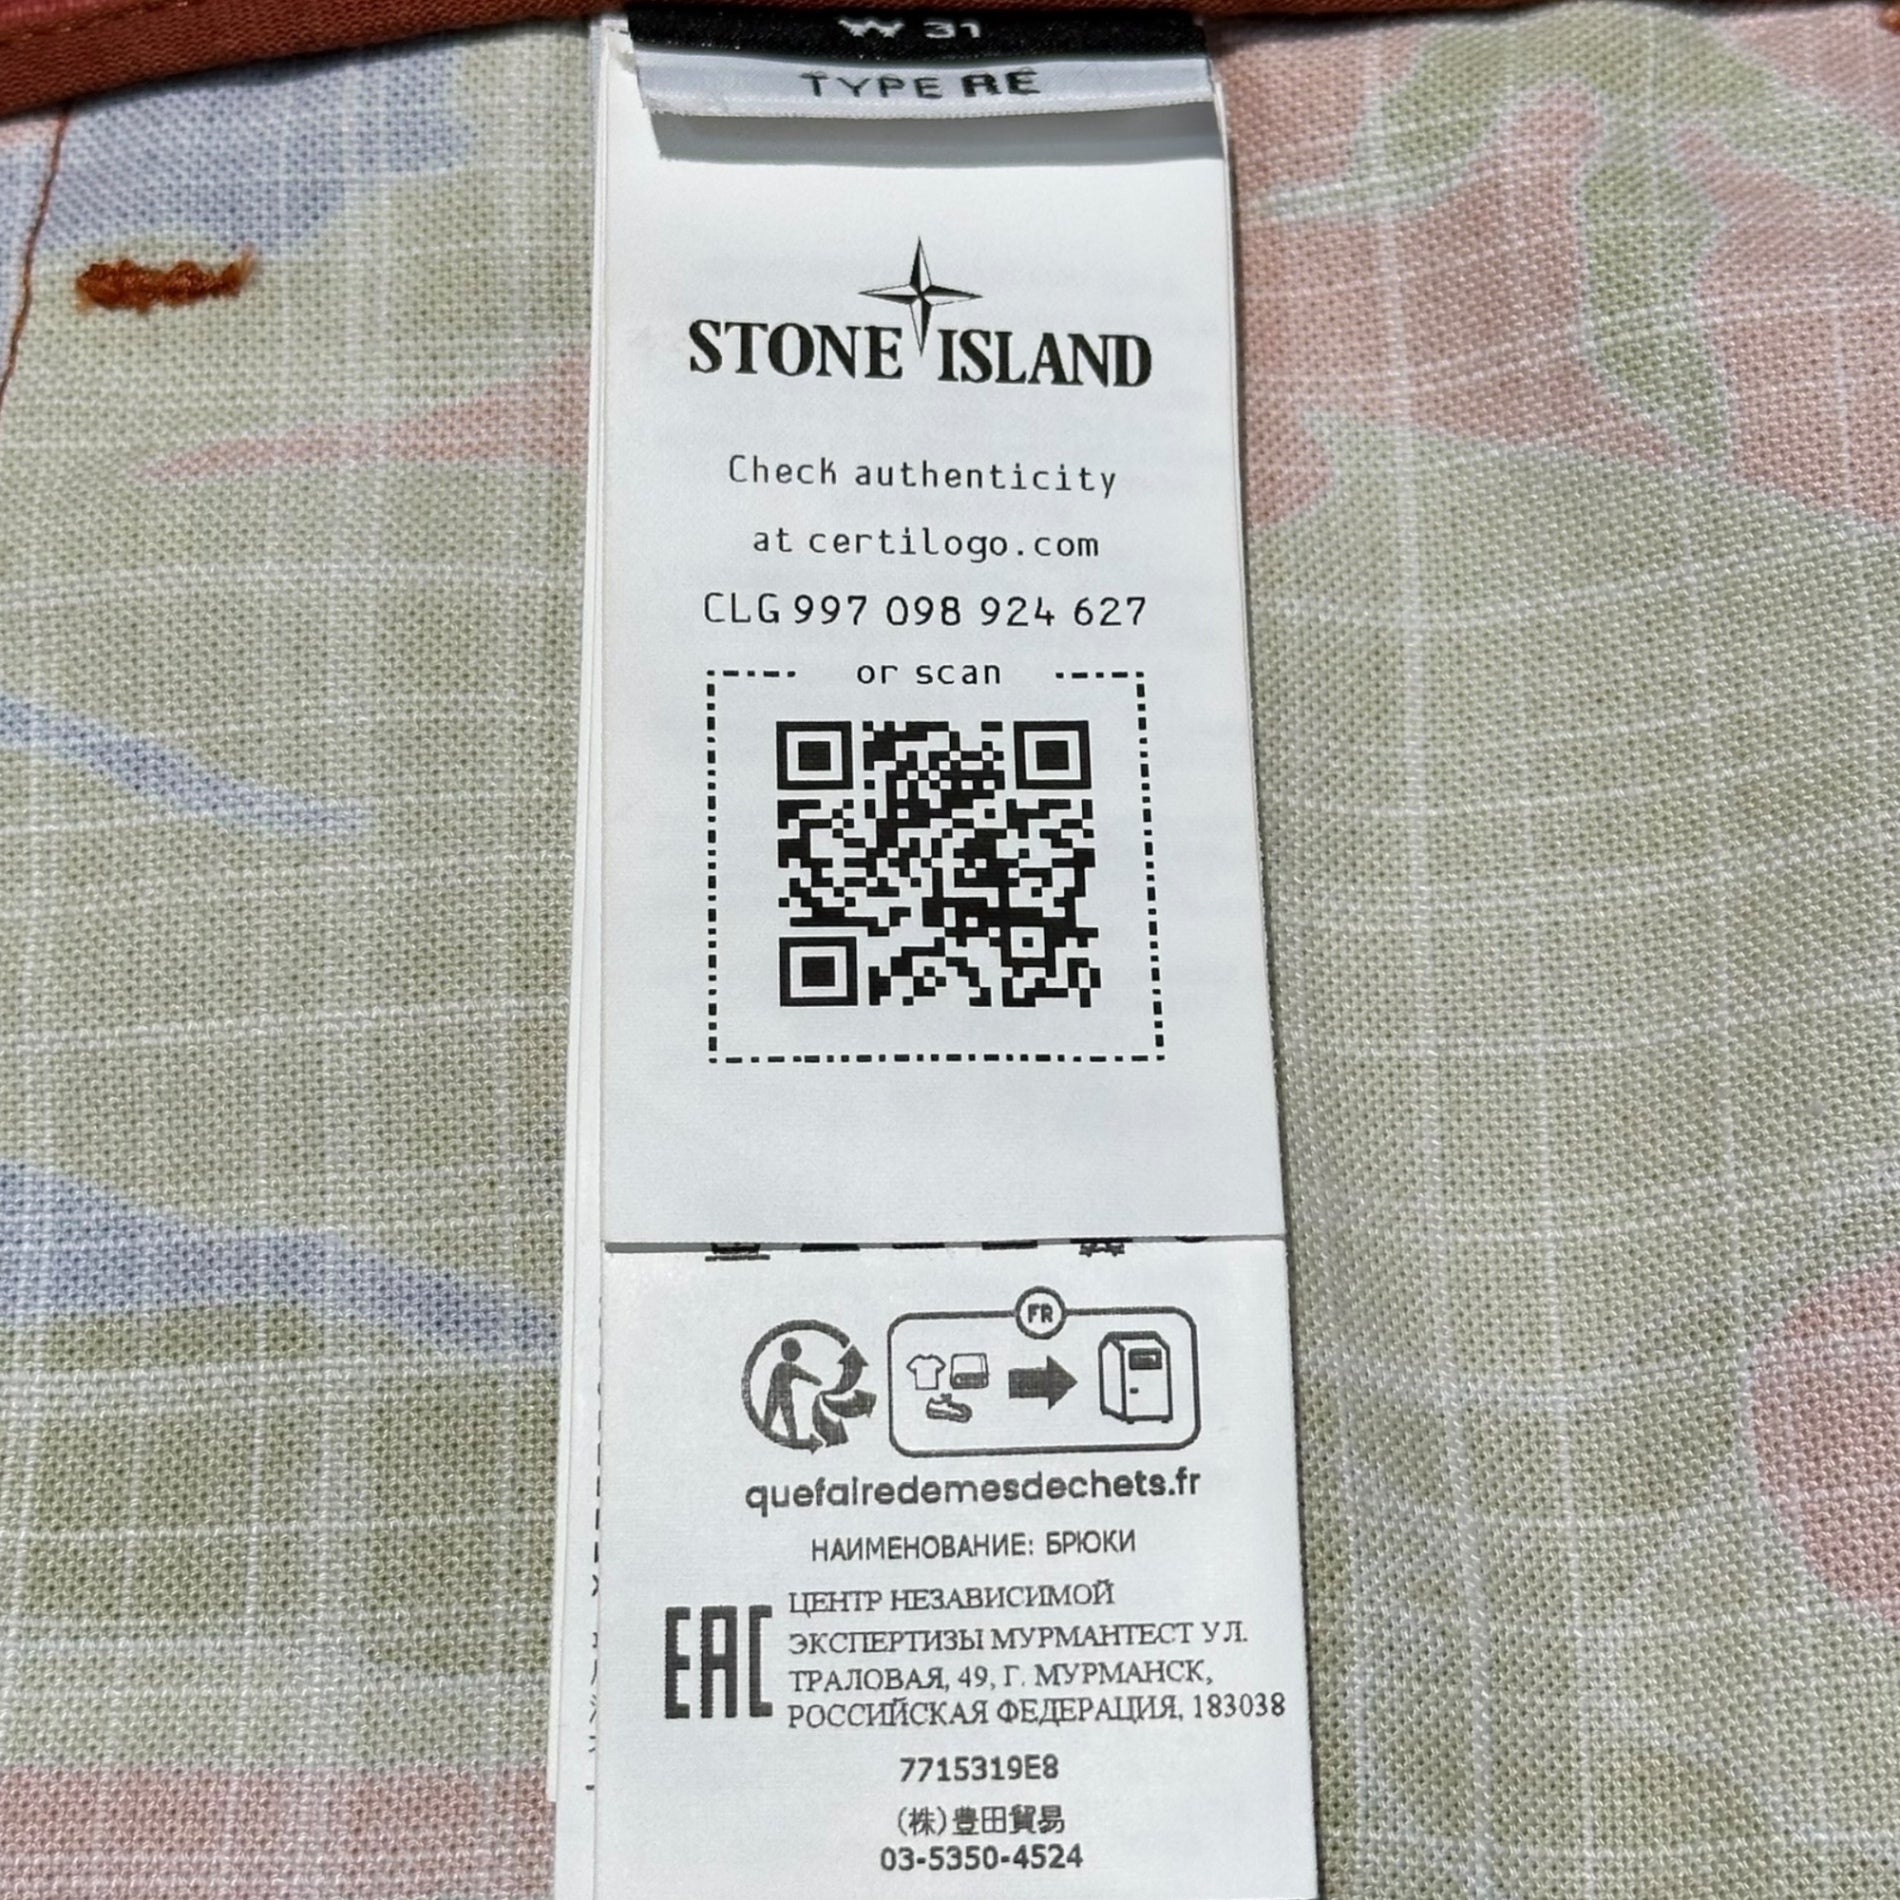 W 31
TYPE RE
STONE ISLAND
Check authenticity
at certilogo.com
CLG 997 098 924 627
or scan
FR
quefairedemesdechets.fr
НАИМЕНОВАНИЕ: БРЮКИ
EAC
ЦЕНТР НЕЗАВИСИМОЙ
ЭКСПЕРТИЗЫ МУРМАНТЕСТ УЛ.
ТРАЛОВАЯ, 49, Г. МУРМАНСК,
РОССИЙСКАЯ ФЕДЕРАЦИЯ, 183038
7715319E8
(株)豊田貿易
03-5350-4524